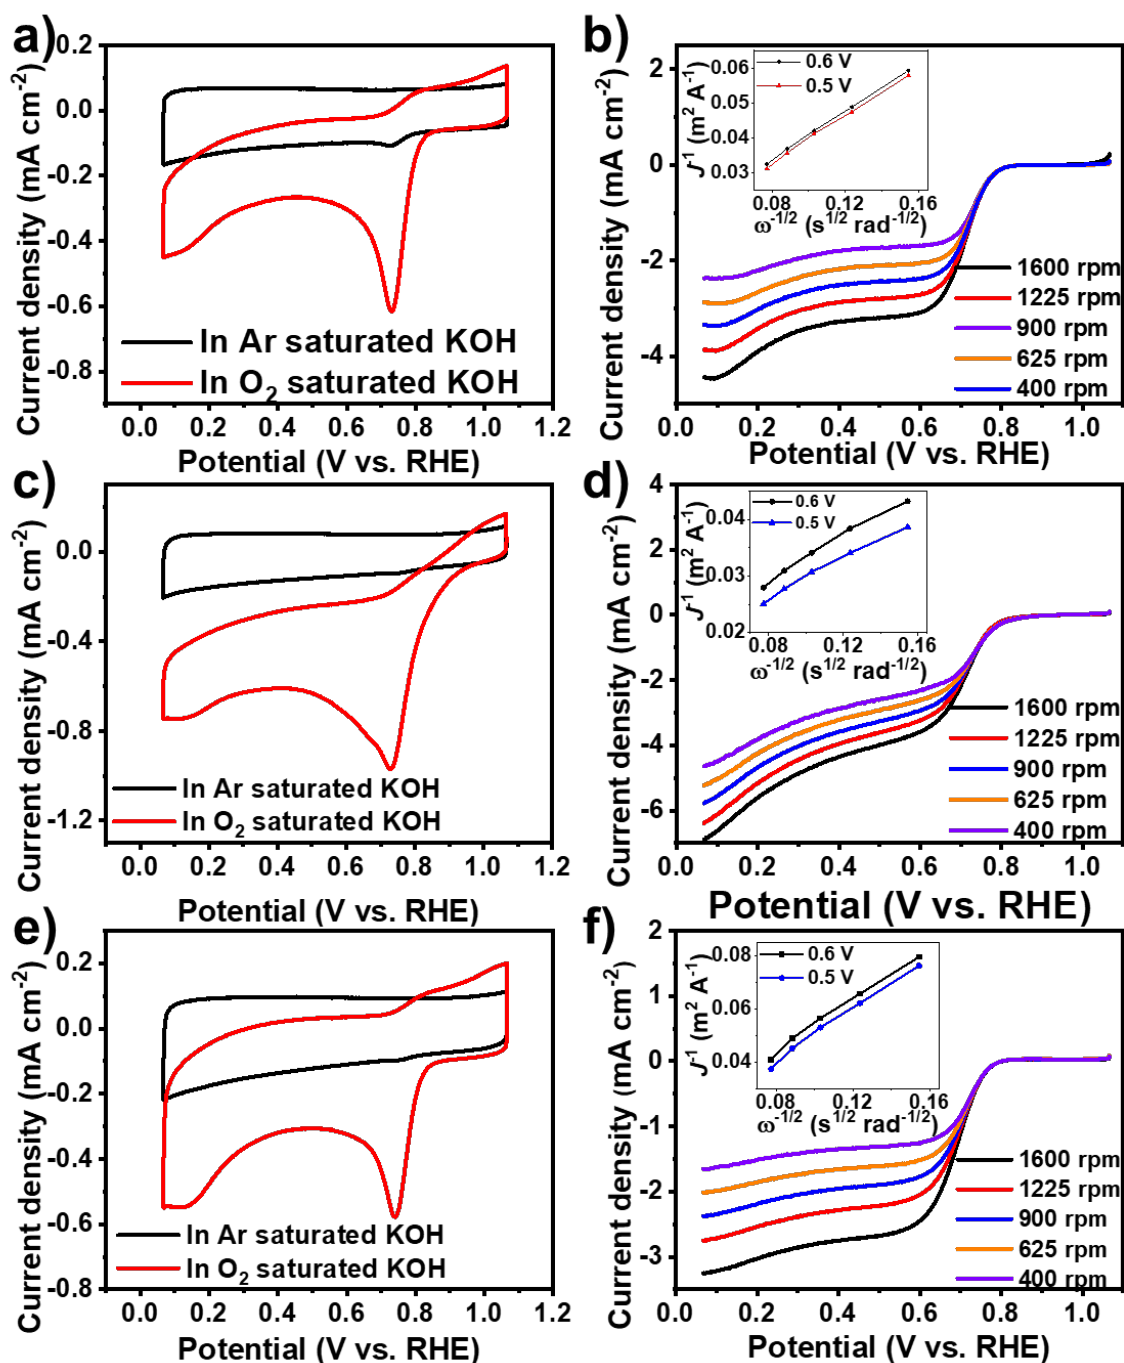 a)
0.2
0.0
-0.2
-0.4
-0.6
-0.8
Current density (mA cm-2)
In Ar saturated KOH
In O2 saturated KOH
0.0 0.2 0.4 0.6 0.8 1.0 1.2
Potential (V vs. RHE)
b)
2
0
-2
-4
Current density (mA cm-2)
0.06
0.05
0.04
0.03
J-1 (m2 A-1)
0.6 V
0.5 V
0.08 0.12 0.16
ω-1/2 (s1/2 rad-1/2)
1600 rpm
1225 rpm
900 rpm
625 rpm
400 rpm
0.0 0.2 0.4 0.6 0.8 1.0
Potential (V vs. RHE)
c)
0.0
-0.4
-0.8
-1.2
Current density (mA cm-2)
In Ar saturated KOH
In O2 saturated KOH
0.0 0.2 0.4 0.6 0.8 1.0 1.2
Potential (V vs. RHE)
d)
4
2
0
-2
-4
-6
Current density (mA cm-2)
0.04
0.03
0.02
J-1 (m2 A-1)
0.6 V
0.5 V
0.08 0.12 0.16
ω-1/2 (s1/2 rad-1/2)
1600 rpm
1225 rpm
900 rpm
625 rpm
400 rpm
0.0 0.2 0.4 0.6 0.8 1.0
Potential (V vs. RHE)
e)
0.2
0.0
-0.2
-0.4
-0.6
-0.8
Current density (mA cm-2)
In Ar saturated KOH
In O2 saturated KOH
0.0 0.2 0.4 0.6 0.8 1.0 1.2
Potential (V vs. RHE)
f)
2
1
0
-1
-2
-3
Current density (mA cm-2)
0.08
0.06
0.04
J-1 (m2 A-1)
0.6 V
0.5 V
0.08 0.12 0.16
ω-1/2 (s1/2 rad-1/2)
1600 rpm
1225 rpm
900 rpm
625 rpm
400 rpm
0.0 0.2 0.4 0.6 0.8 1.0
Potential (V vs. RHE)